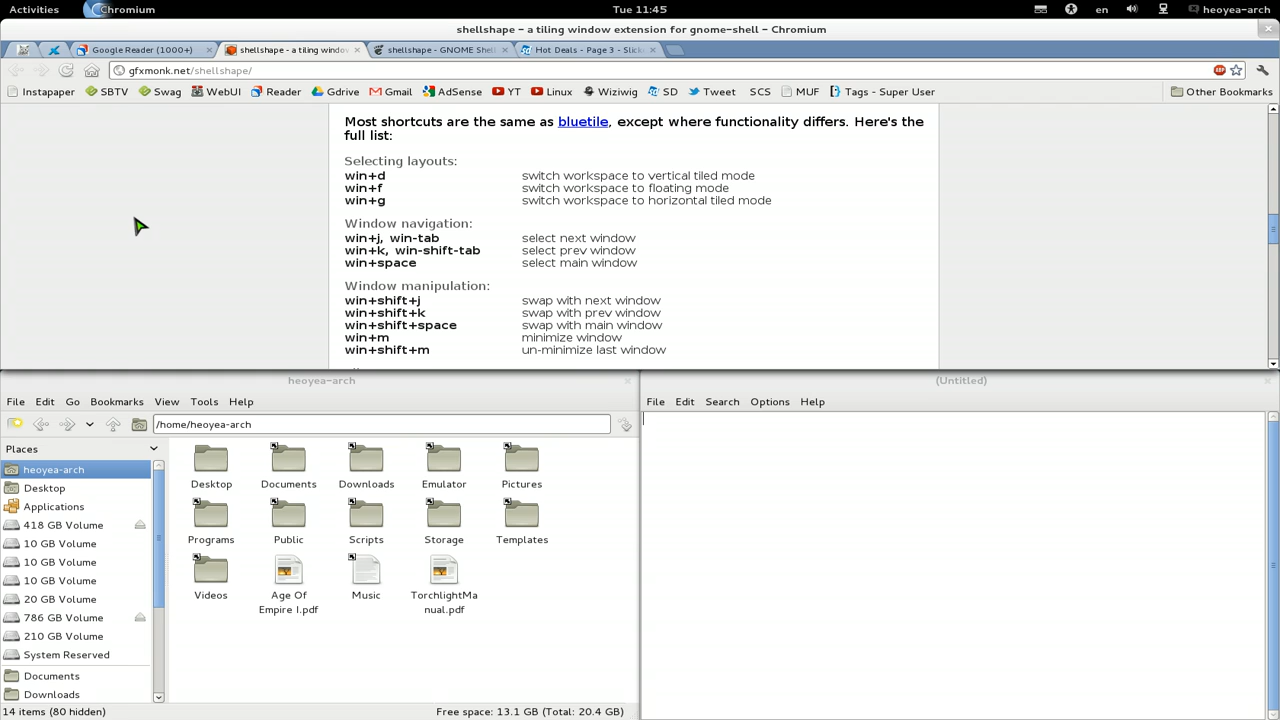 Activities Chromium Tue 11:45 en heoyea-arch
shellshape – a tiling window extension for gnome-shell – Chromium
Google Reader (1000+) shellshape – a tiling window shellshape - GNOME Shel Hot Deals - Page 3 - Slick
gfxmonk.net/shellshape/
Instapaper SBTV Swag WebUI Reader Gdrive Gmail AdSense YT Linux Wiziwig SD Tweet SCS MUF Tags - Super User Other Bookmarks
Most shortcuts are the same as bluetile, except where functionality differs. Here's the
full list:
Selecting layouts:
win+d switch workspace to vertical tiled mode
win+f switch workspace to floating mode
win+g switch workspace to horizontal tiled mode
Window navigation:
win+j, win-tab select next window
win+k, win-shift-tab select prev window
win+space select main window
Window manipulation:
win+shift+j swap with next window
win+shift+k swap with prev window
win+shift+space swap with main window
win+m minimize window
win+shift+m un-minimize last window
heoyea-arch
File Edit Go Bookmarks View Tools Help
/home/heoyea-arch
Places
heoyea-arch
Desktop
Applications
418 GB Volume
10 GB Volume
10 GB Volume
10 GB Volume
20 GB Volume
786 GB Volume
210 GB Volume
System Reserved
Documents
Downloads
Desktop Documents Downloads Emulator Pictures
Programs Public Scripts Storage Templates
Videos Age Of Music TorchlightMa
Empire I.pdf nual.pdf
14 items (80 hidden) Free space: 13.1 GB (Total: 20.4 GB)
(Untitled)
File Edit Search Options Help